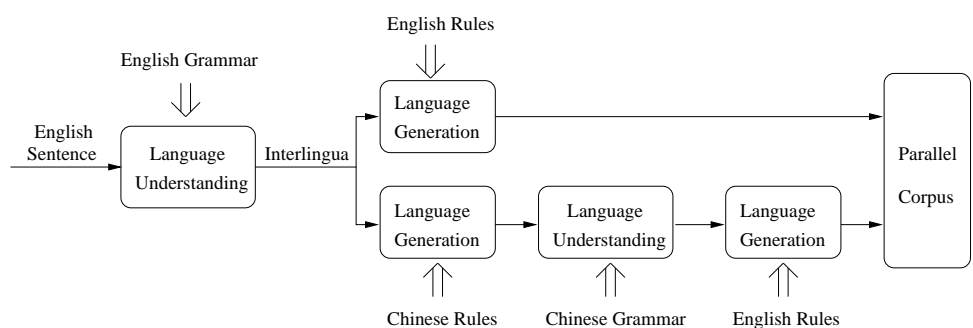 English Rules
English Grammar
Language
Generation
English
Sentence
Language
Understanding
Interlingua
Parallel
Corpus
Language
Generation
Language
Understanding
Language
Generation
Chinese Rules
Chinese Grammar
English Rules